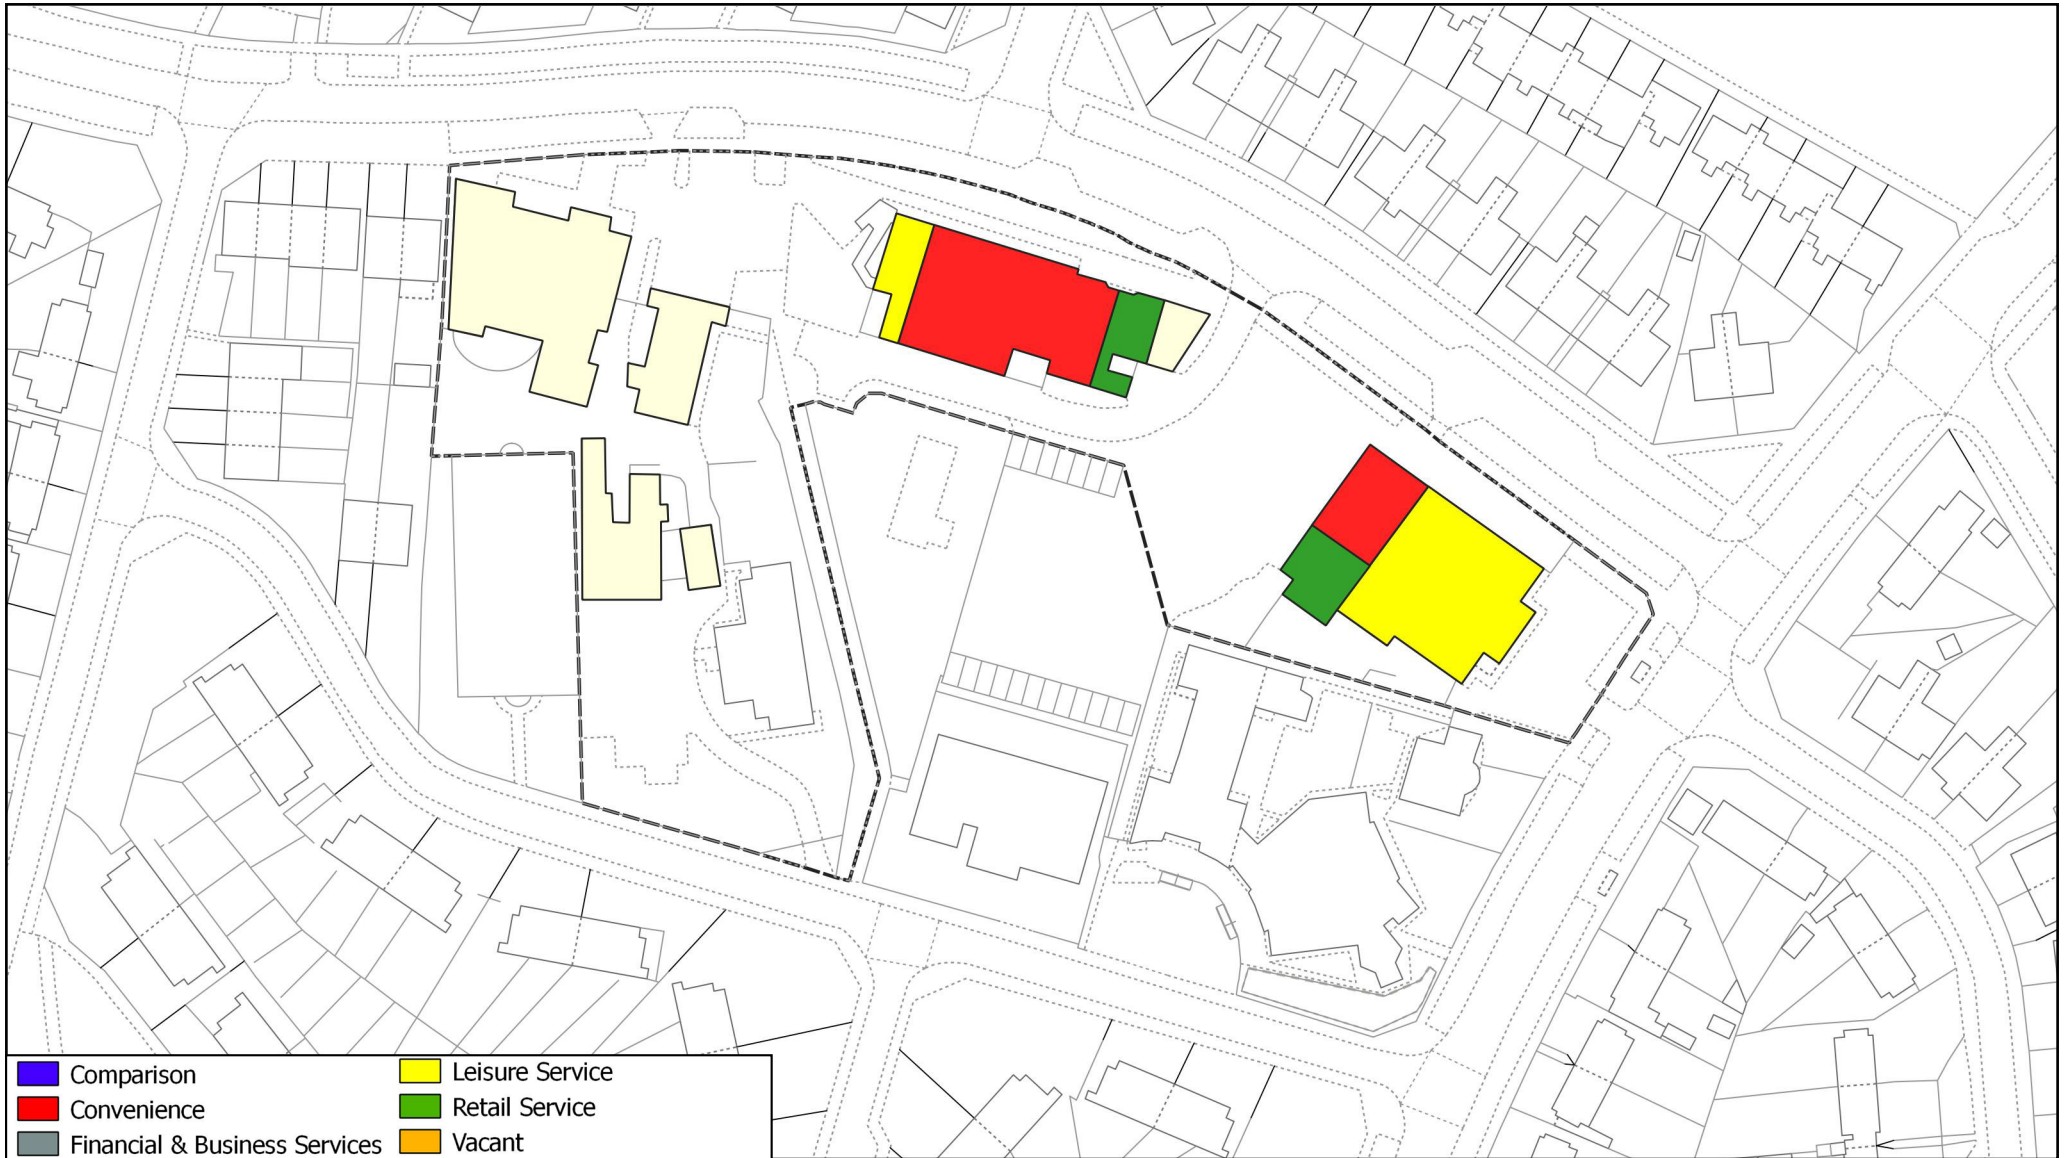 Comparison
Convenience
Financial & Business Services
Leisure Service
Retail Service
Vacant